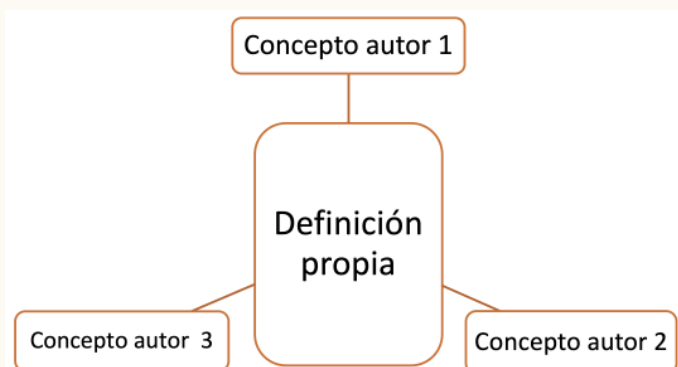 Concepto autor 1
Definición
propia
Concepto autor 3
Concepto autor 2